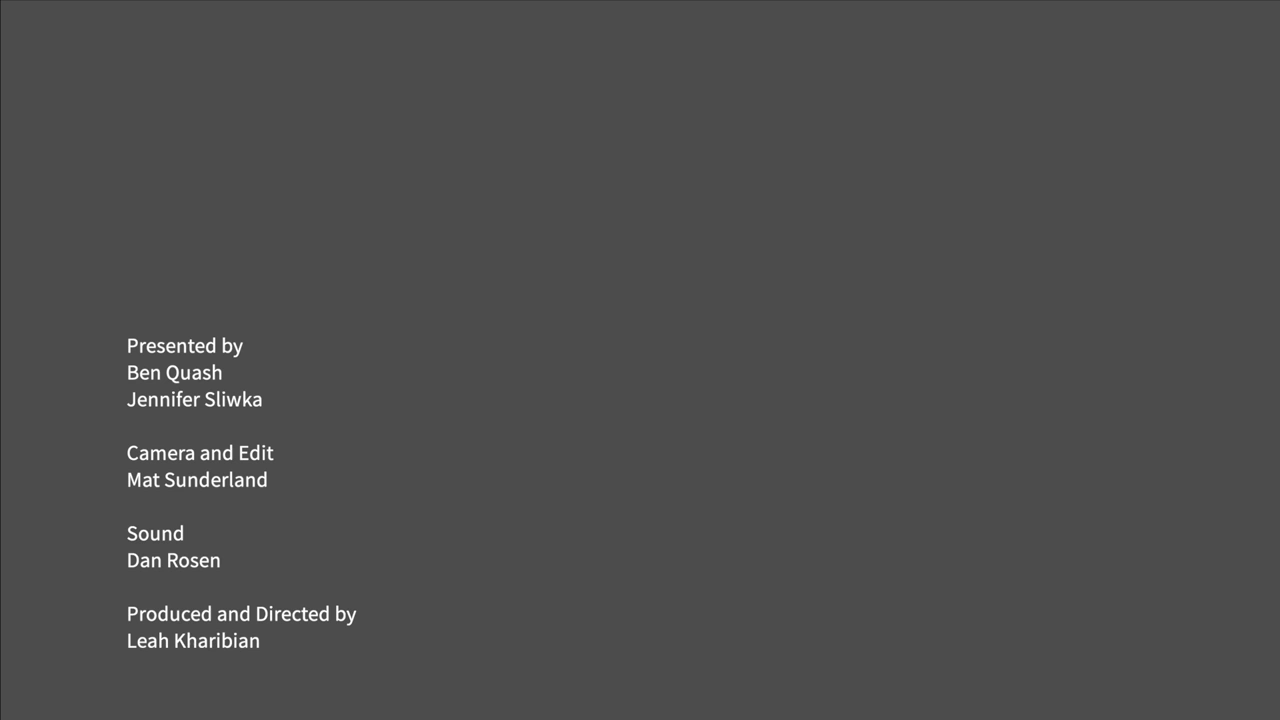 Presented by
Ben Quash
Jennifer Sliwka
Camera and Edit
Mat Sunderland
Sound
Dan Rosen
Produced and Directed by
Leah Kharibian